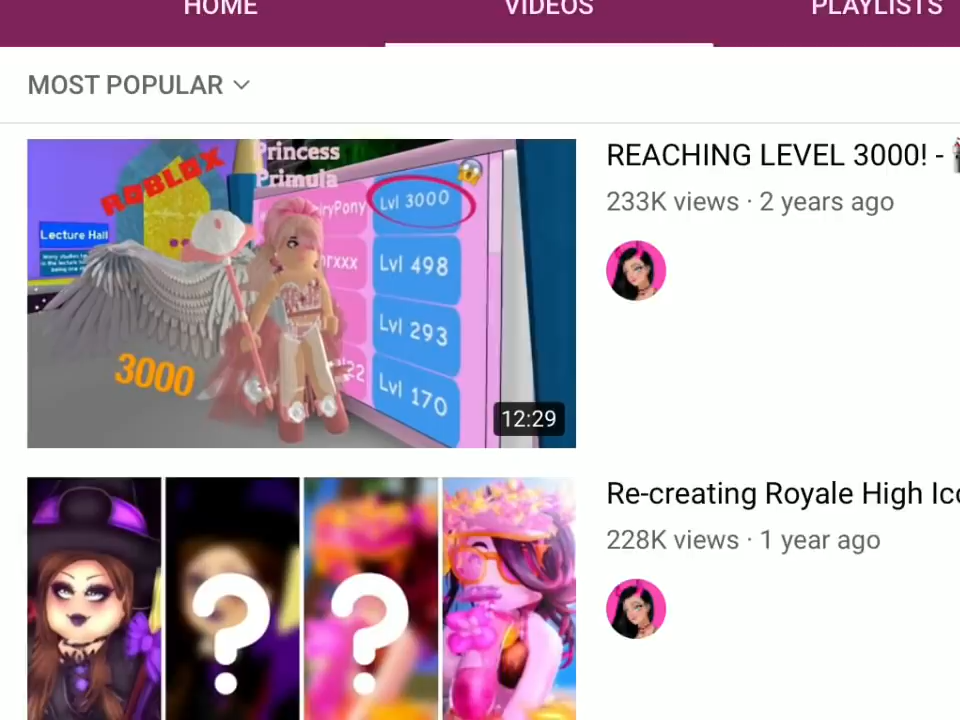 HOME VIDEOS PLAYLISTS
MOST POPULAR
ROBLOX
Princess
Primula
Lvl 3000
Lecture Hall
Lvl 498
Lvl 293
Lvl 170
3000
12:29
REACHING LEVEL 3000! -
233K views · 2 years ago
Re-creating Royale High
228K views · 1 year ago
? ?